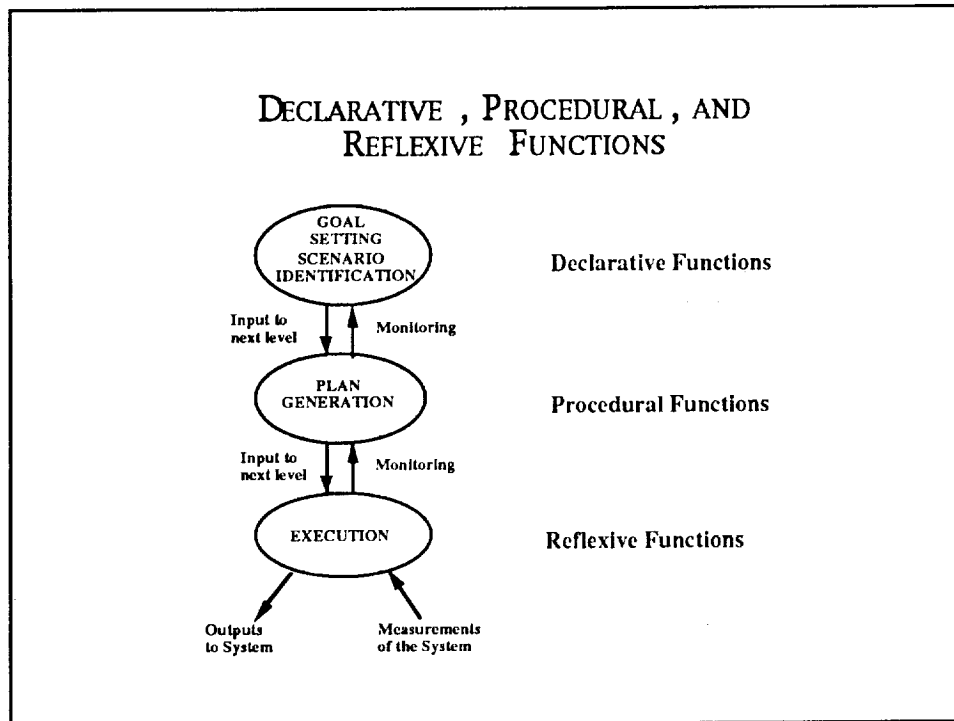 DECLARATIVE , PROCEDURAL , AND
REFLEXIVE FUNCTIONS
GOAL
SETTING
SCENARIO
IDENTIFICATION
Declarative Functions
Input to
next level
Monitoring
PLAN
GENERATION
Procedural Functions
Input to
next level
Monitoring
EXECUTION
Reflexive Functions
Outputs
to System
Measurements
of the System